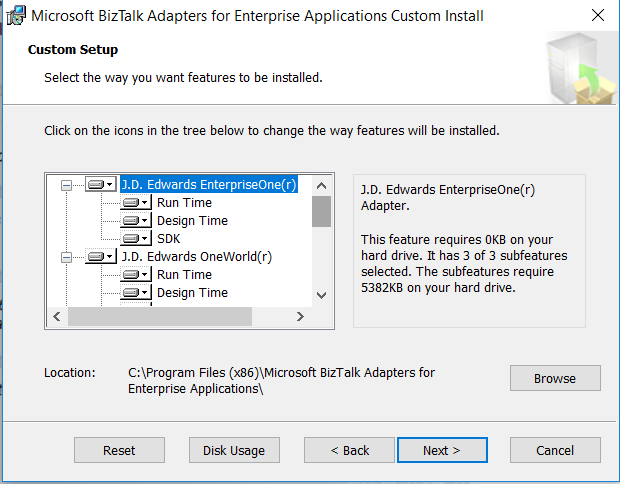 Microsoft BizTalk Adapters for Enterprise Applications Custom Install
Custom Setup
Select the way you want features to be installed.
Click on the icons in the tree below to change the way features will be installed.
J.D. Edwards EnterpriseOne(r)
Run Time
Design Time
SDK
J.D. Edwards OneWorld(r)
Run Time
Design Time
J.D. Edwards EnterpriseOne(r)
Adapter.
This feature requires 0KB on your
hard drive. It has 3 of 3 subfeatures
selected. The subfeatures require
5382KB on your hard drive.
Location:
C:\Program Files (x86)\Microsoft BizTalk Adapters for
Enterprise Applications\
Browse
Reset
Disk Usage
< Back
Next >
Cancel